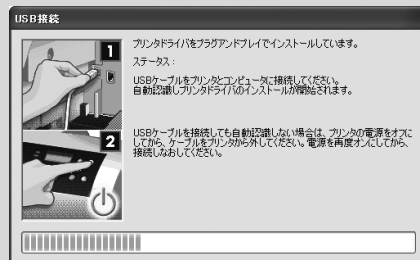 USB接続
1
プリンタドライバをプラグアンドプレイでインストールしています。
ステータス：
USBケーブルをプリンタとコンピュータに接続してください。
自動認識しプリンタドライバのインストールが開始されます。
2
USBケーブルを接続しても自動認識しない場合は、プリンタの電源をオフに
してから、ケーブルをプリンタから外してください。電源を再度オンにしてから、
接続しなおしてください。